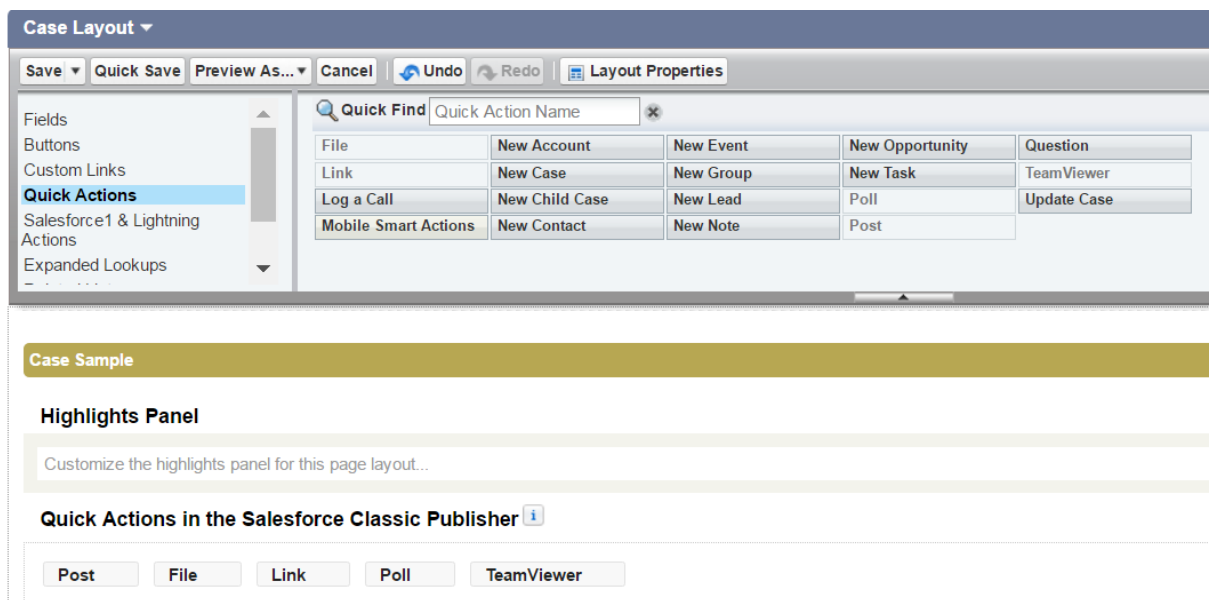 Case Layout
Save Quick Save Preview As... Cancel Undo Redo Layout Properties
Fields
Buttons
Custom Links
Quick Actions
Salesforce1 & Lightning
Actions
Expanded Lookups
Quick Find Quick Action Name
File New Account New Event New Opportunity Question
Link New Case New Group New Task TeamViewer
Log a Call New Child Case New Lead Poll Update Case
Mobile Smart Actions New Contact New Note Post
Case Sample
Highlights Panel
Customize the highlights panel for this page layout...
Quick Actions in the Salesforce Classic Publisher i
Post File Link Poll TeamViewer